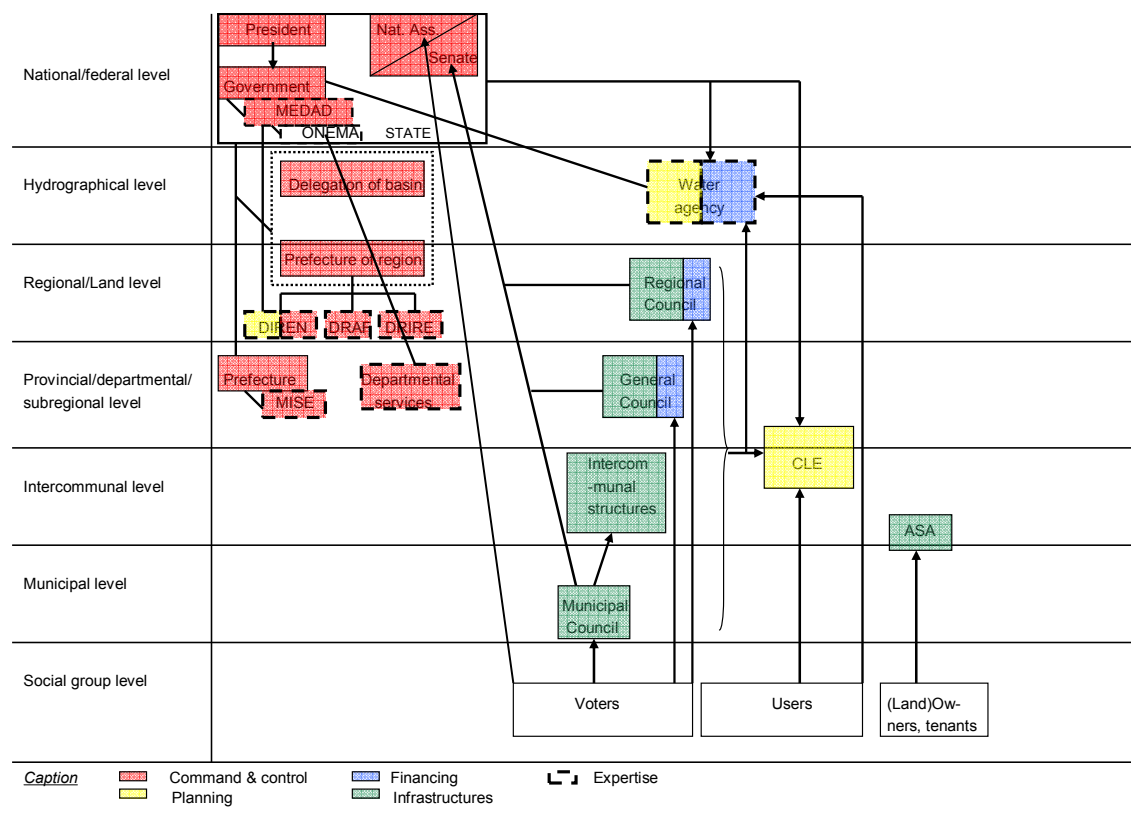 President
Nat. Ass
Senate
National/federal level
Government
MEDAD
ONEMA
STATE
Hydrographical level
Delegation of basin
Water
agency
Prefecture of region
Regional/Land level
Regional
Council
DIREN
DRAF
DRIRE
Provincial/departmental/
subregional level
Prefecture
MISE
Departmental
services
General
Council
CLE
Intercommunal level
Intercom
-munal
structures
ASA
Municipal level
Municipal
Council
Social group level
Voters
Users
(Land)Ow-
ners, tenants
Caption
Command & control
Financing
Expertise
Planning
Infrastructures